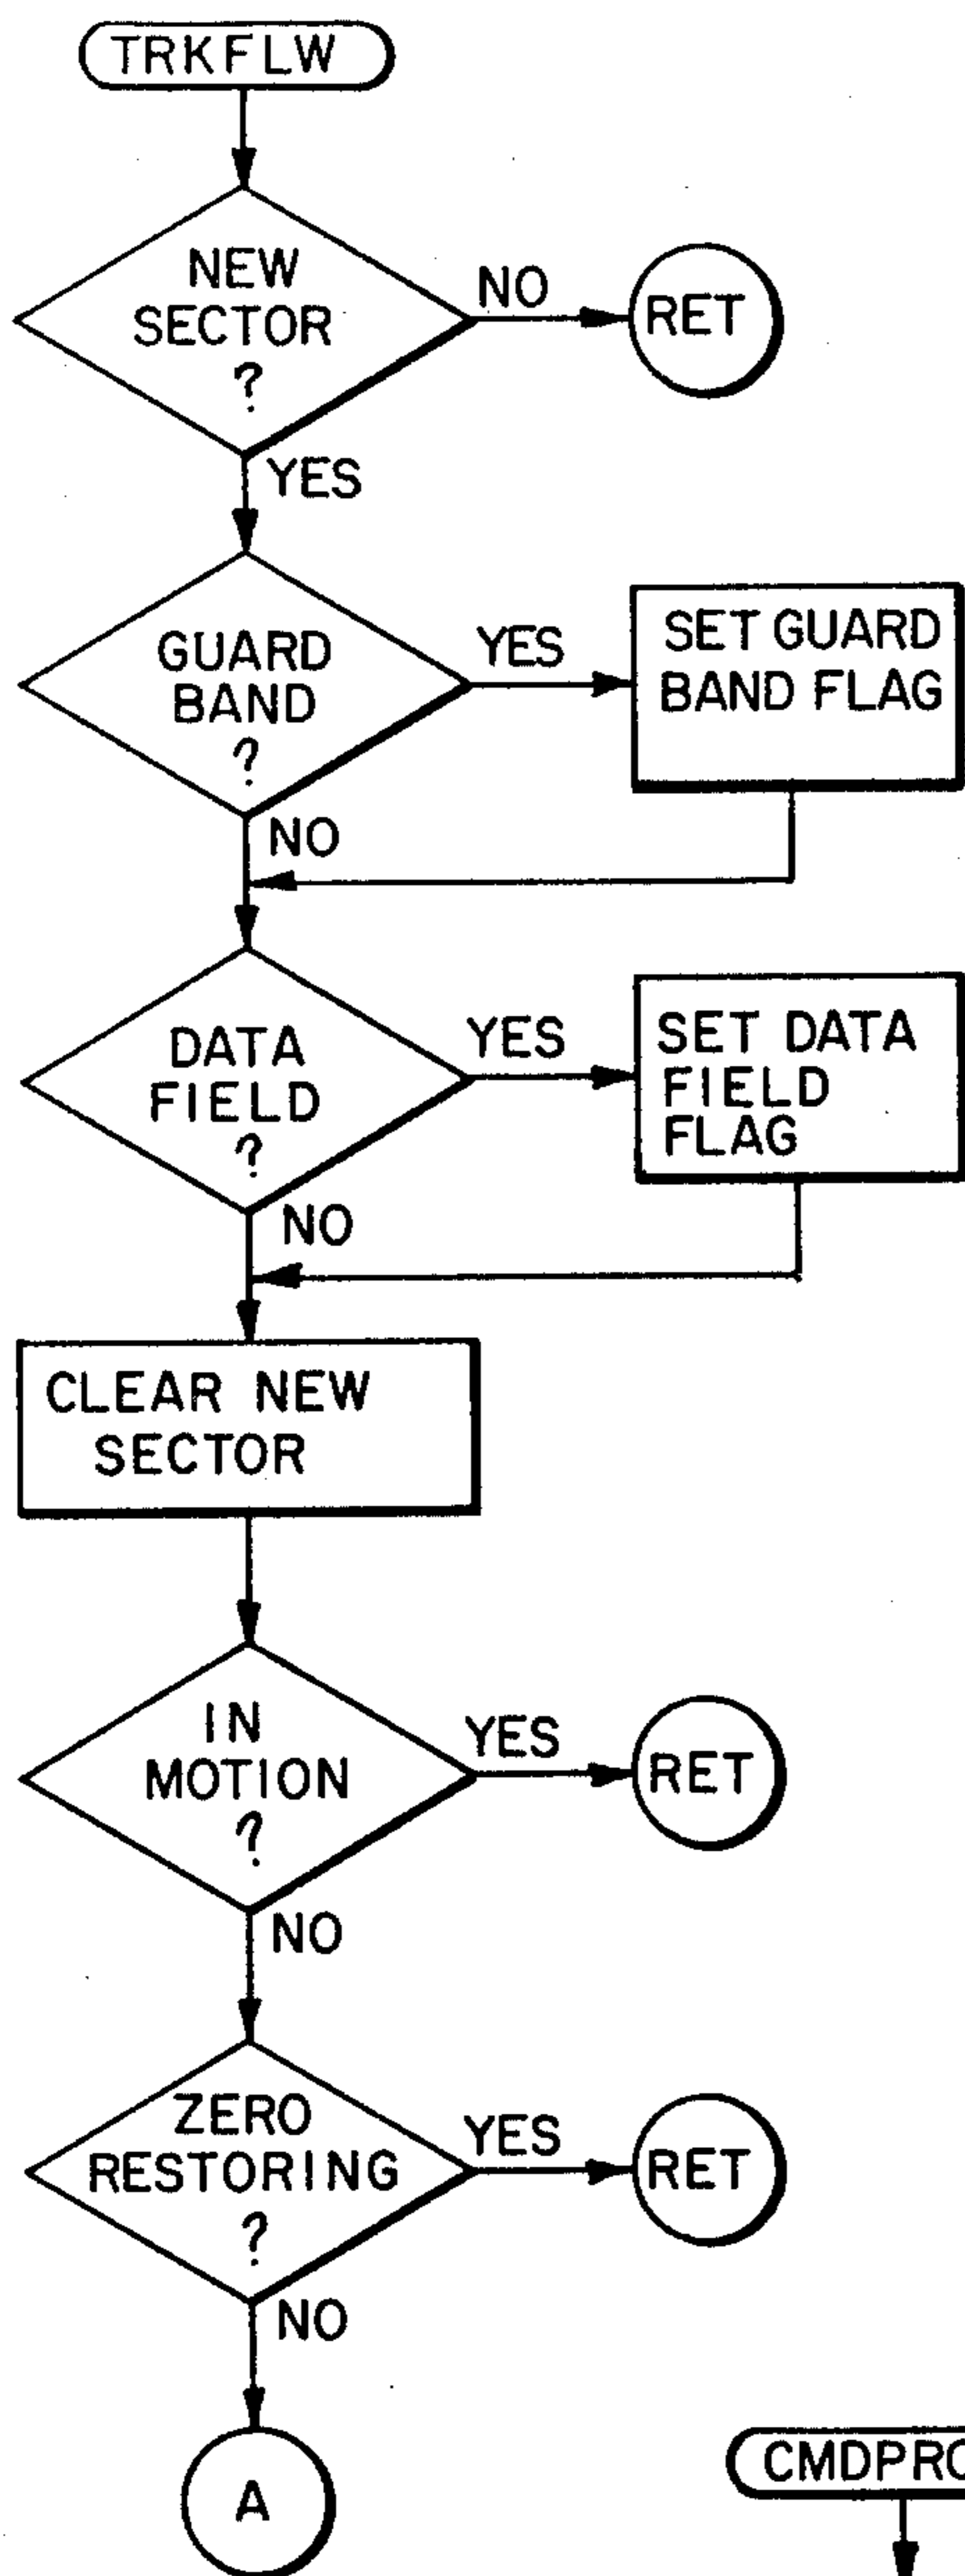 TRKFLW
NEW
SECTOR
?
NO
RET
YES
GUARD
BAND
?
YES
SET GUARD
BAND FLAG
NO
DATA
FIELD
?
YES
SET DATA
FIELD
FLAG
NO
CLEAR NEW
SECTOR
IN
MOTION
?
YES
RET
NO
ZERO
RESTORING
?
YES
RET
NO
A